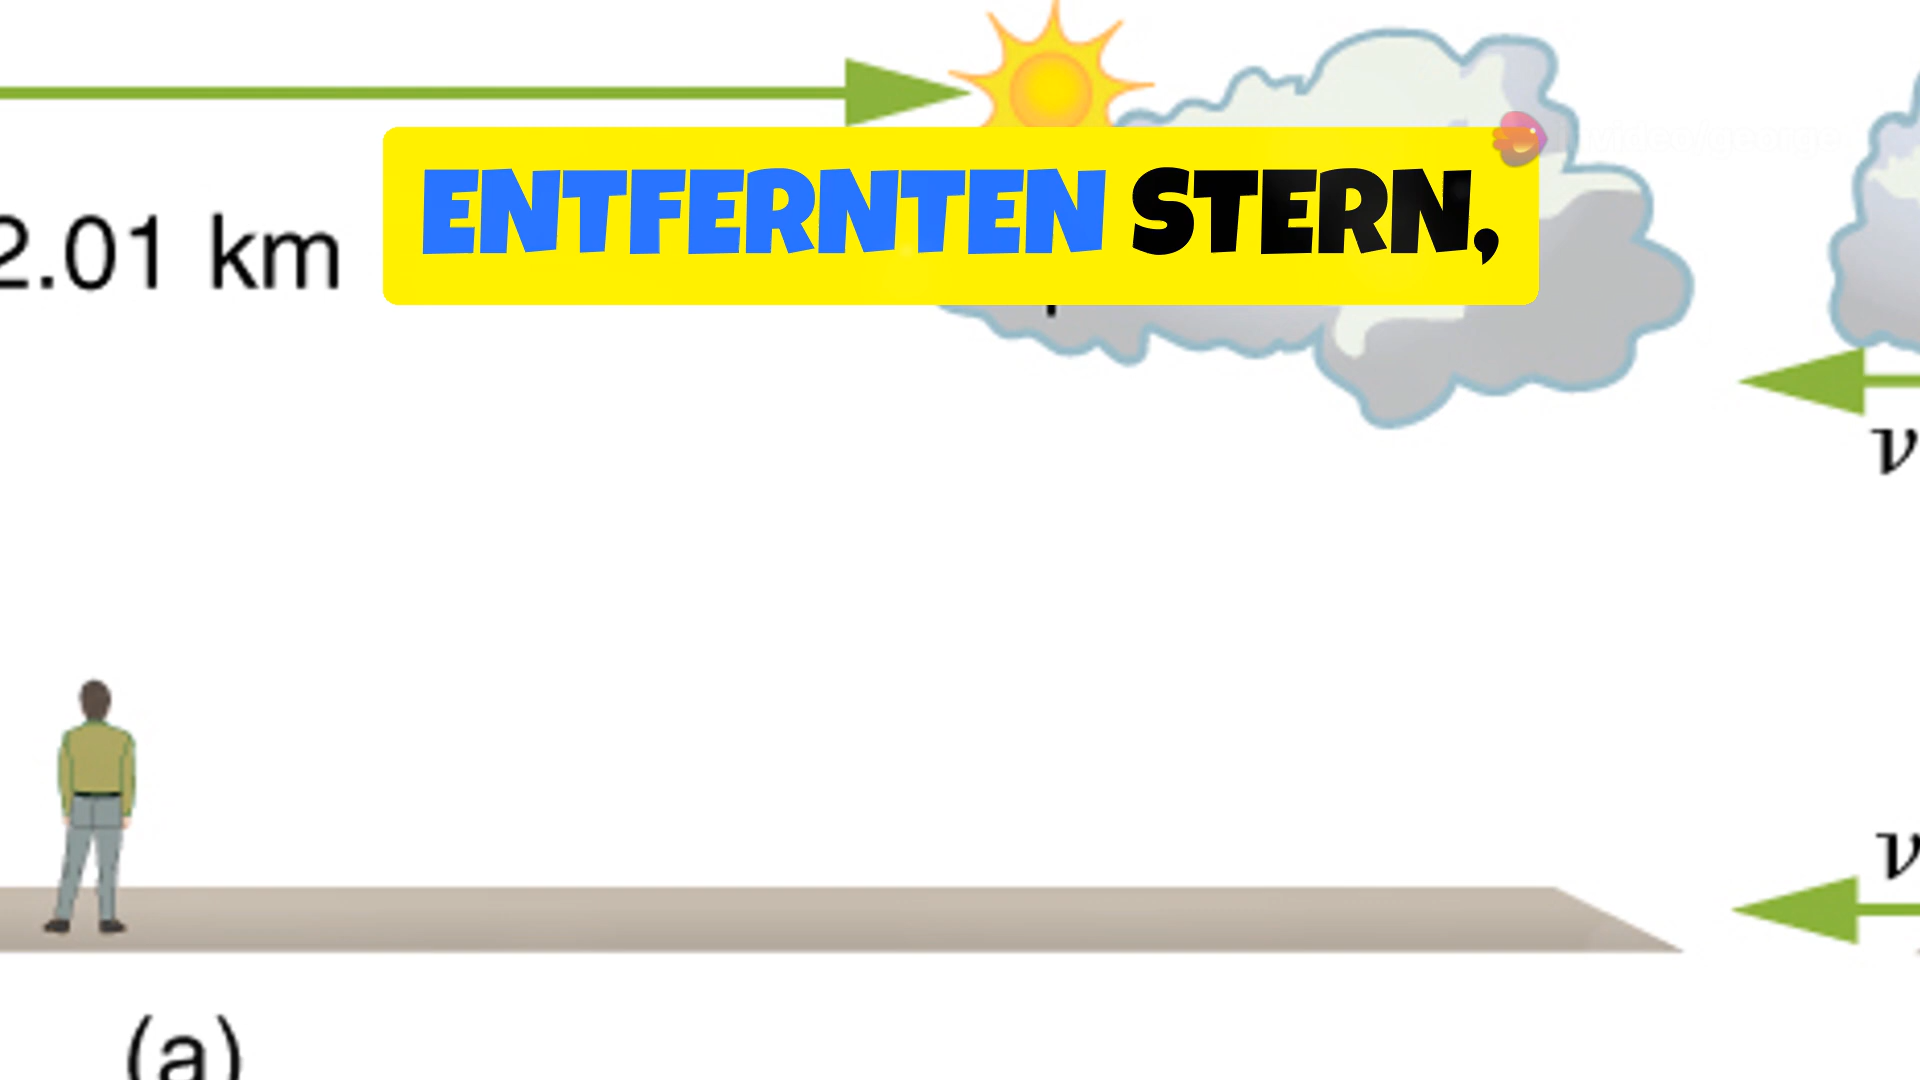 ENTFERNTEN STERN,
2.01 km
v
v
(a)